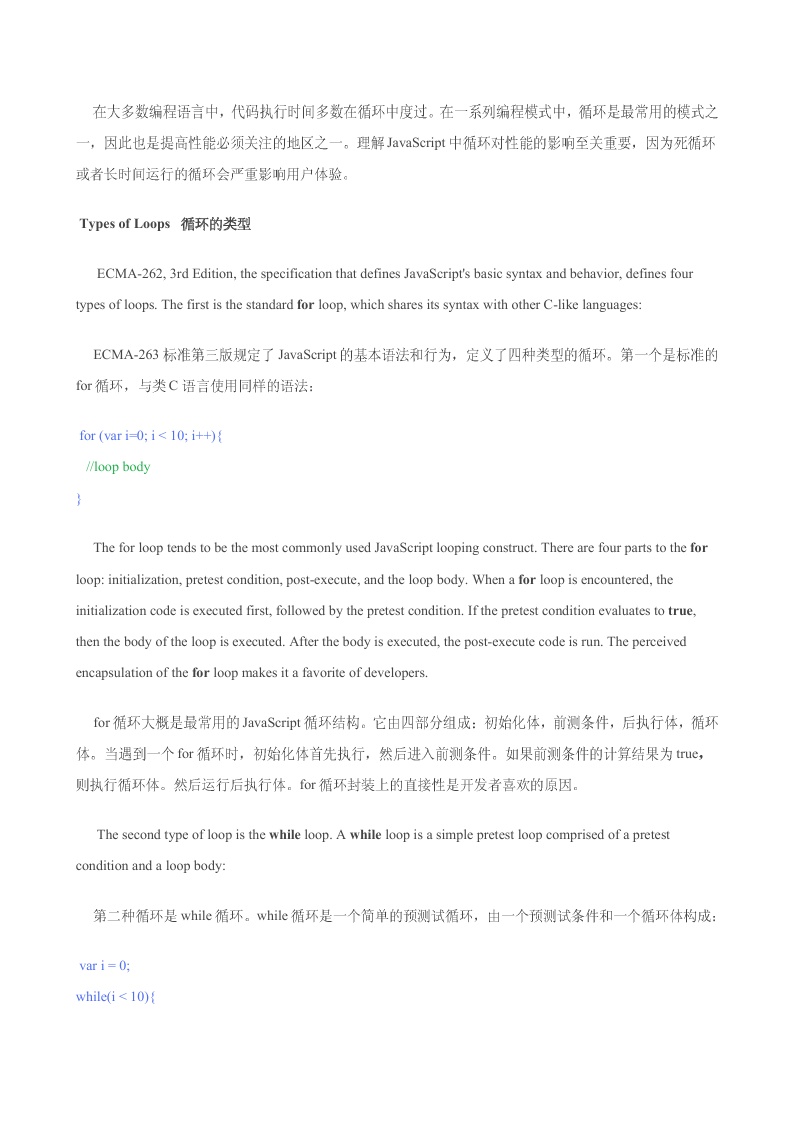 在大多数编程语言中，代码执行时间多数在循环中度过。在一系列编程模式中，循环是最常用的模式之
一，因此也是提高性能必须关注的地区之一。理解 JavaScript 中循环对性能的影响至关重要，因为死循环
或者长时间运行的循环会严重影响用户体验。
Types of Loops 循环的类型
ECMA-262, 3rd Edition, the specification that defines JavaScript's basic syntax and behavior, defines four
types of loops. The first is the standard for loop, which shares its syntax with other C-like languages:
ECMA-263 标准第三版规定了 JavaScript 的基本语法和行为，定义了四种类型的循环。第一个是标准的
for 循环，与类 C 语言使用同样的语法：
for (var i=0; i < 10; i++){
//loop body
}
The for loop tends to be the most commonly used JavaScript looping construct. There are four parts to the for
loop: initialization, pretest condition, post-execute, and the loop body. When a for loop is encountered, the
initialization code is executed first, followed by the pretest condition. If the pretest condition evaluates to true,
then the body of the loop is executed. After the body is executed, the post-execute code is run. The perceived
encapsulation of the for loop makes it a favorite of developers.
for 循环大概是最常用的 JavaScript 循环结构。它由四部分组成：初始化体，前测条件，后执行体，循环
体。当遇到一个 for 循环时，初始化体首先执行，然后进入前测条件。如果前测条件的计算结果为 true，
则执行循环体。然后运行后执行体。for 循环封装上的直接性是开发者喜欢的原因。
The second type of loop is the while loop. A while loop is a simple pretest loop comprised of a pretest
condition and a loop body:
第二种循环是 while 循环。while 循环是一个简单的预测试循环，由一个预测试条件和一个循环体构成：
var i = 0;
while(i < 10){